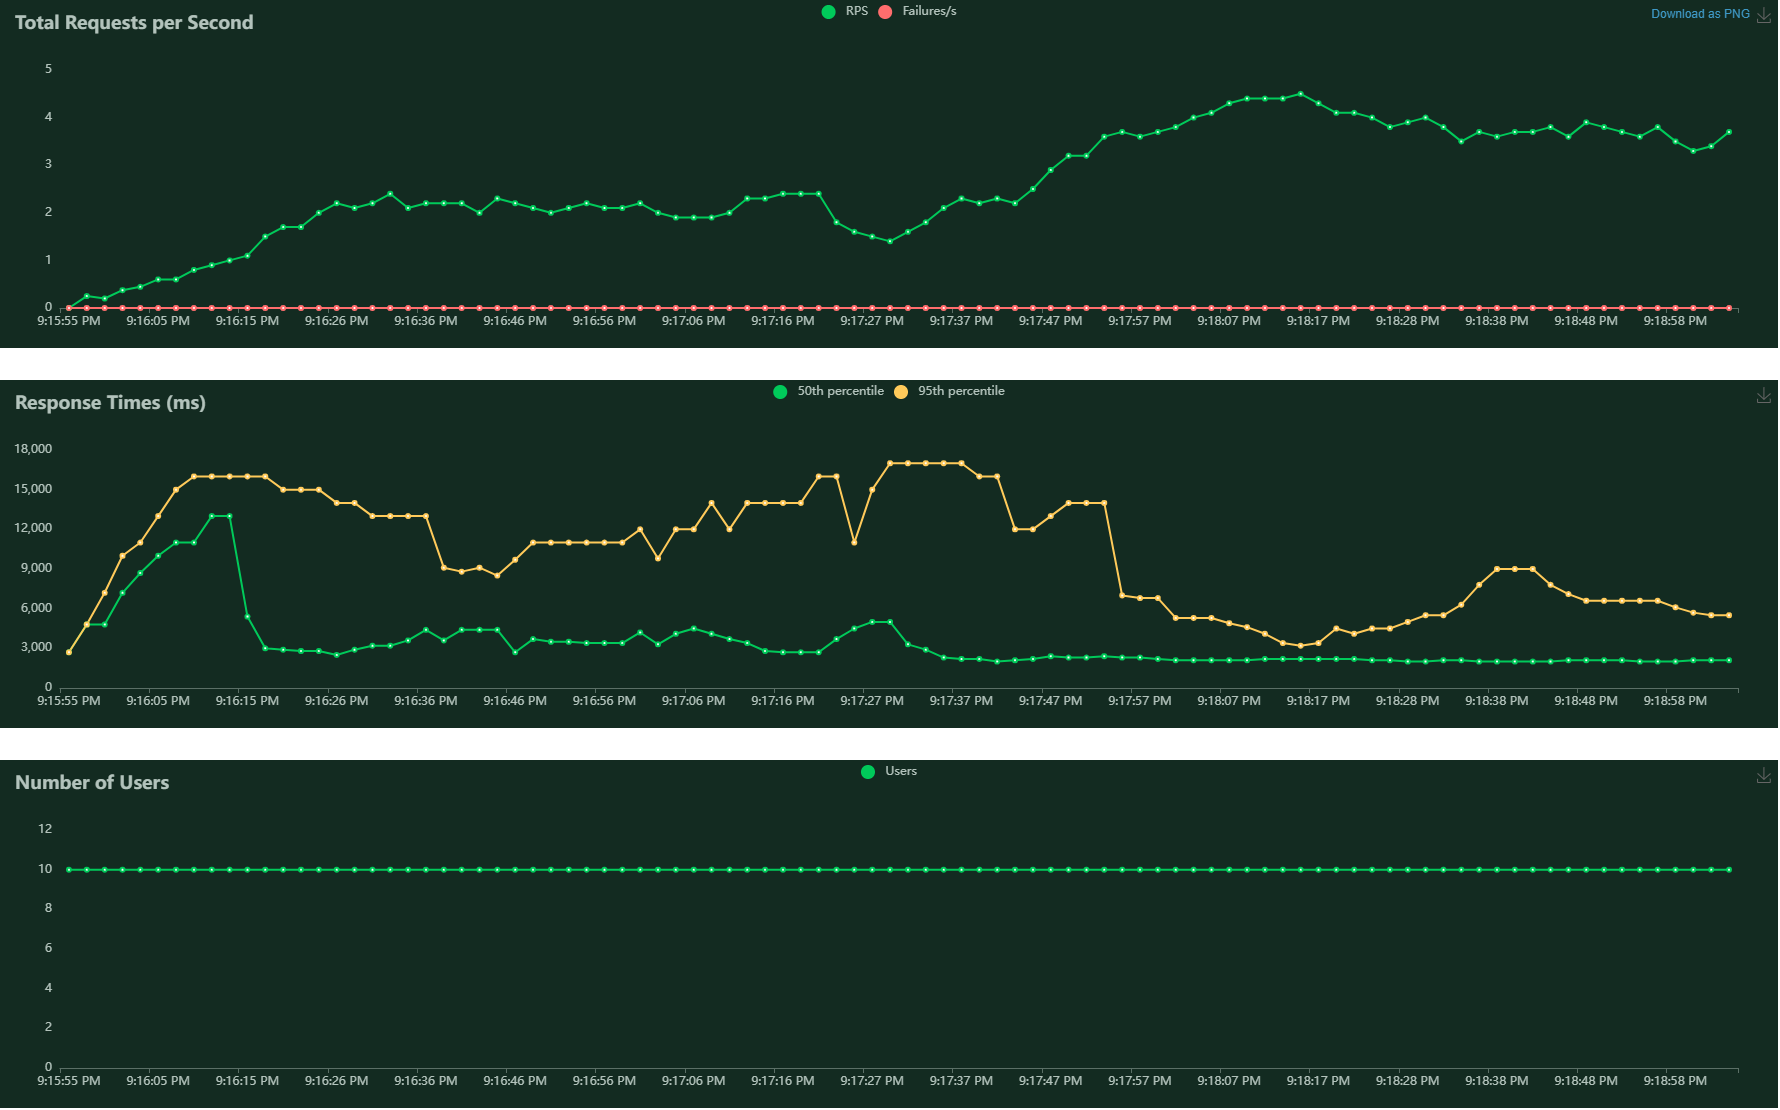 Total Requests per Second
RPS Failures/s
Download as PNG
5
4
3
2
1
0
9:15:55 PM 9:16:05 PM 9:16:15 PM 9:16:26 PM 9:16:36 PM 9:16:46 PM 9:16:56 PM 9:17:06 PM 9:17:16 PM 9:17:27 PM 9:17:37 PM 9:17:47 PM 9:17:57 PM 9:18:07 PM 9:18:17 PM 9:18:28 PM 9:18:38 PM 9:18:48 PM 9:18:58 PM
Response Times (ms)
50th percentile 95th percentile
18,000
15,000
12,000
9,000
6,000
3,000
0
9:15:55 PM 9:16:05 PM 9:16:15 PM 9:16:26 PM 9:16:36 PM 9:16:46 PM 9:16:56 PM 9:17:06 PM 9:17:16 PM 9:17:27 PM 9:17:37 PM 9:17:47 PM 9:17:57 PM 9:18:07 PM 9:18:17 PM 9:18:28 PM 9:18:38 PM 9:18:48 PM 9:18:58 PM
Number of Users
Users
12
10
8
6
4
2
0
9:15:55 PM 9:16:05 PM 9:16:15 PM 9:16:26 PM 9:16:36 PM 9:16:46 PM 9:16:56 PM 9:17:06 PM 9:17:16 PM 9:17:27 PM 9:17:37 PM 9:17:47 PM 9:17:57 PM 9:18:07 PM 9:18:17 PM 9:18:28 PM 9:18:38 PM 9:18:48 PM 9:18:58 PM